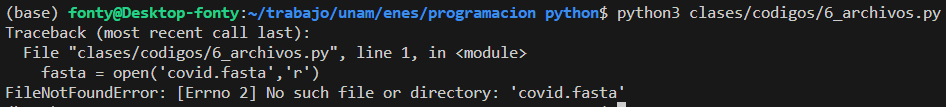 (base) fonty@Desktop-fonty:~/trabajo/unam/enes/programacion python$ python3 clases/codigos/6_archivos.py
Traceback (most recent call last):
  File "clases/codigos/6_archivos.py", line 1, in <module>
    fasta = open('covid.fasta','r')
FileNotFoundError: [Errno 2] No such file or directory: 'covid.fasta'